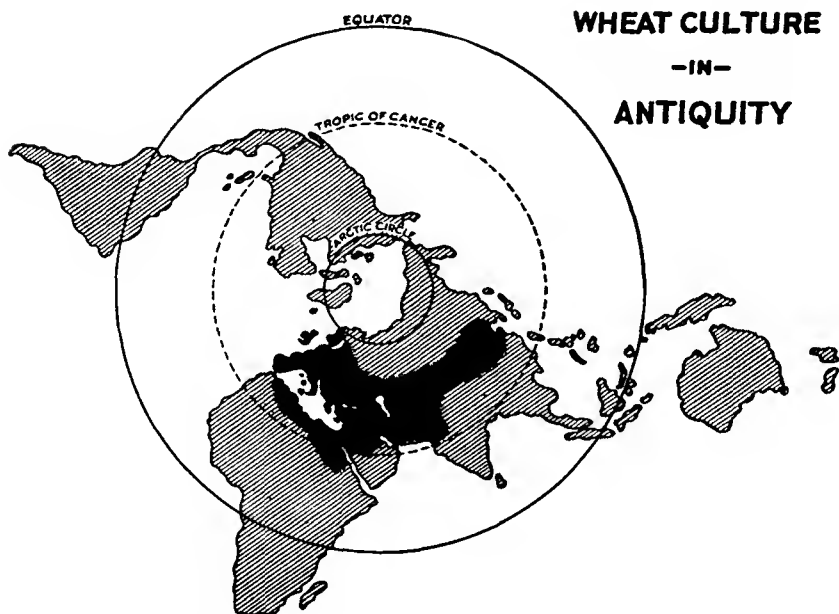 WHEAT CULTURE
-IN-
ANTIQUITY
EQUATOR
TROPIC OF CANCER
ARCTIC CIRCLE